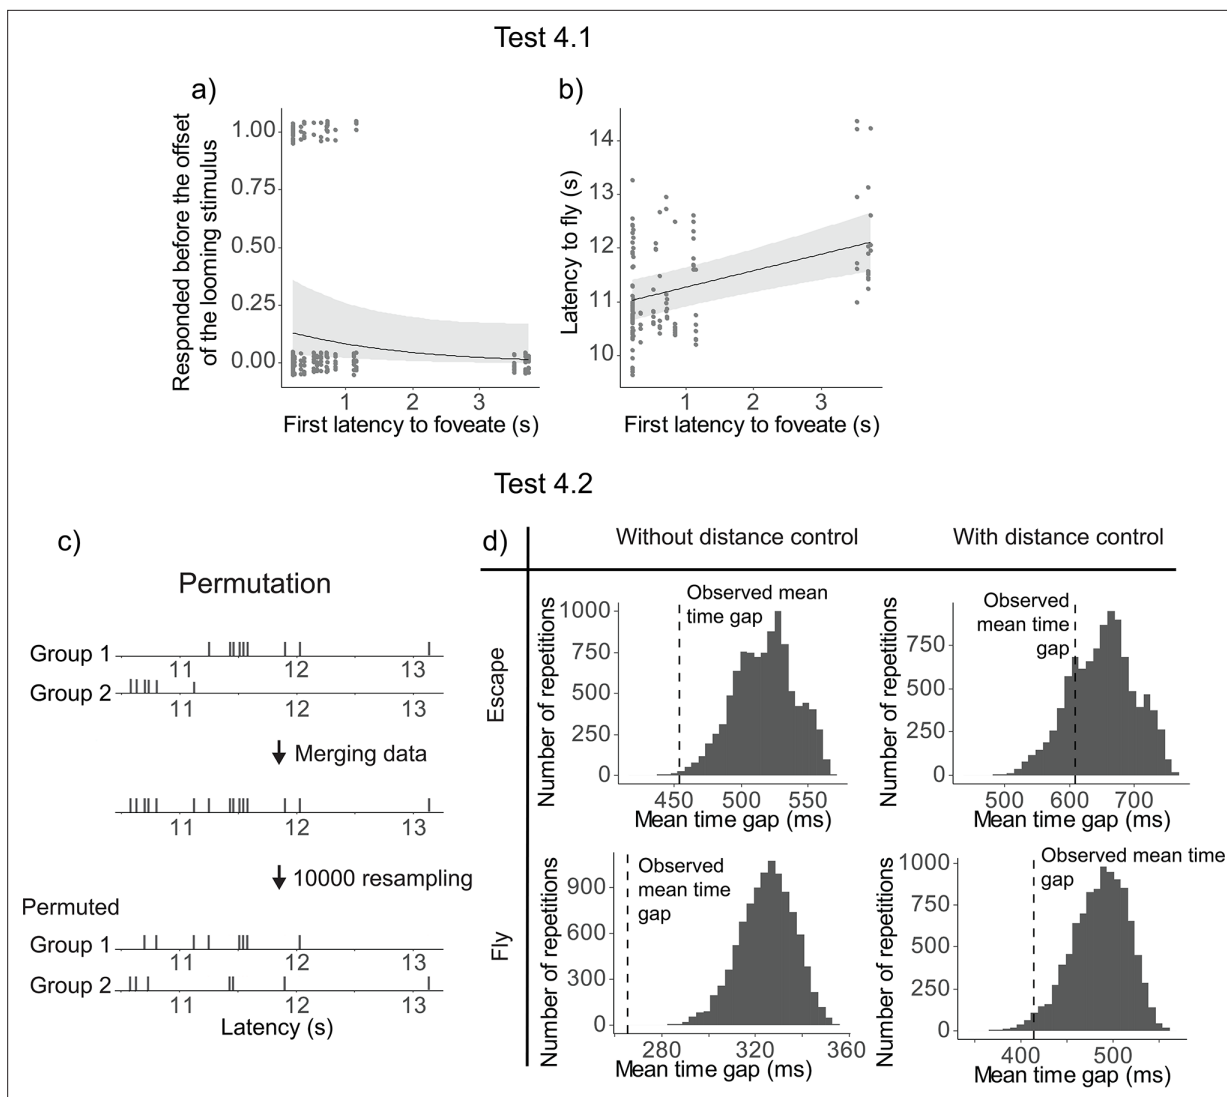 Test 4.1
a)
Responded before the offset
of the looming stimulus
1.00
0.75
0.50
0.25
0.00
1 2 3
First latency to foveate (s)
b)
Latency to fly (s)
14
13
12
11
10
1 2 3
First latency to foveate (s)
Test 4.2
c)
Permutation
Group 1
11 12 13
Group 2
11 12 13
Merging data
11 12 13
10000 resampling
Permuted
Group 1
11 12 13
Group 2
11 12 13
Latency (s)
d)
Without distance control
With distance control
Escape
Number of repetitions
1000
750
500
250
0
Observed mean
time gap
450 500 550
Mean time gap (ms)
Number of repetitions
750
500
250
0
Observed
mean time
gap
500 600 700
Mean time gap (ms)
Fly
Number of repetitions
900
600
300
0
Observed
mean time
gap
280 320 360
Mean time gap (ms)
Number of repetitions
1000
750
500
250
0
Observed mean time
gap
400 500
Mean time gap (ms)